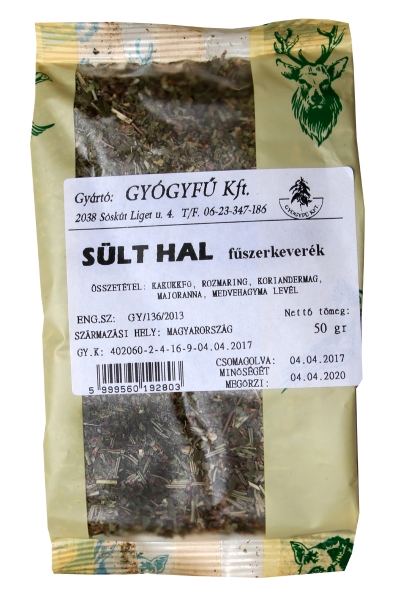 Gyártó: GYÓGYFŰ Kft.
2038 Sóskút Liget u. 4. T/F. 06-23-347-186
GYÓGYFŰ KFT.
SÜLT HAL fűszerkeverék
ÖSSZETÉTEL: KAKUKKFŰ, ROZMARING, KORIANDERMAG,
MAJORANNA, MEDVEHAGYMA LEVÉL
ENG.SZ: GY/136/2013
Nettó tömeg:
SZÁRMAZÁSI HELY: MAGYARORSZÁG
50 gr
GY.K: 402060-2-4-16-9-04.04.2017
CSOMAGOLVA: 04.04.2017
MINŐSÉGÉT
MEGŐRZI: 04.04.2020
5 999560 192803